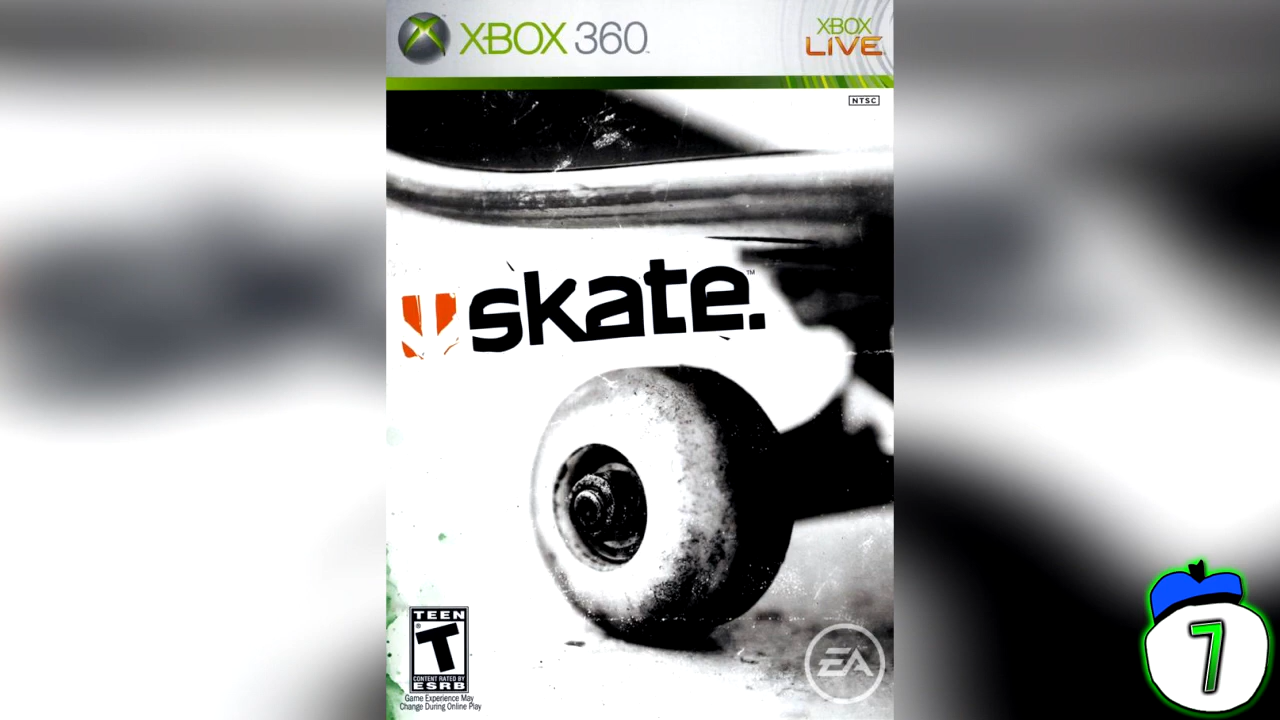 XBOX 360
XBOX
LIVE
NTSC
skate.™
TEEN
T
CONTENT RATED BY
ESRB
Game Experience May
Change During Online Play
EA
7